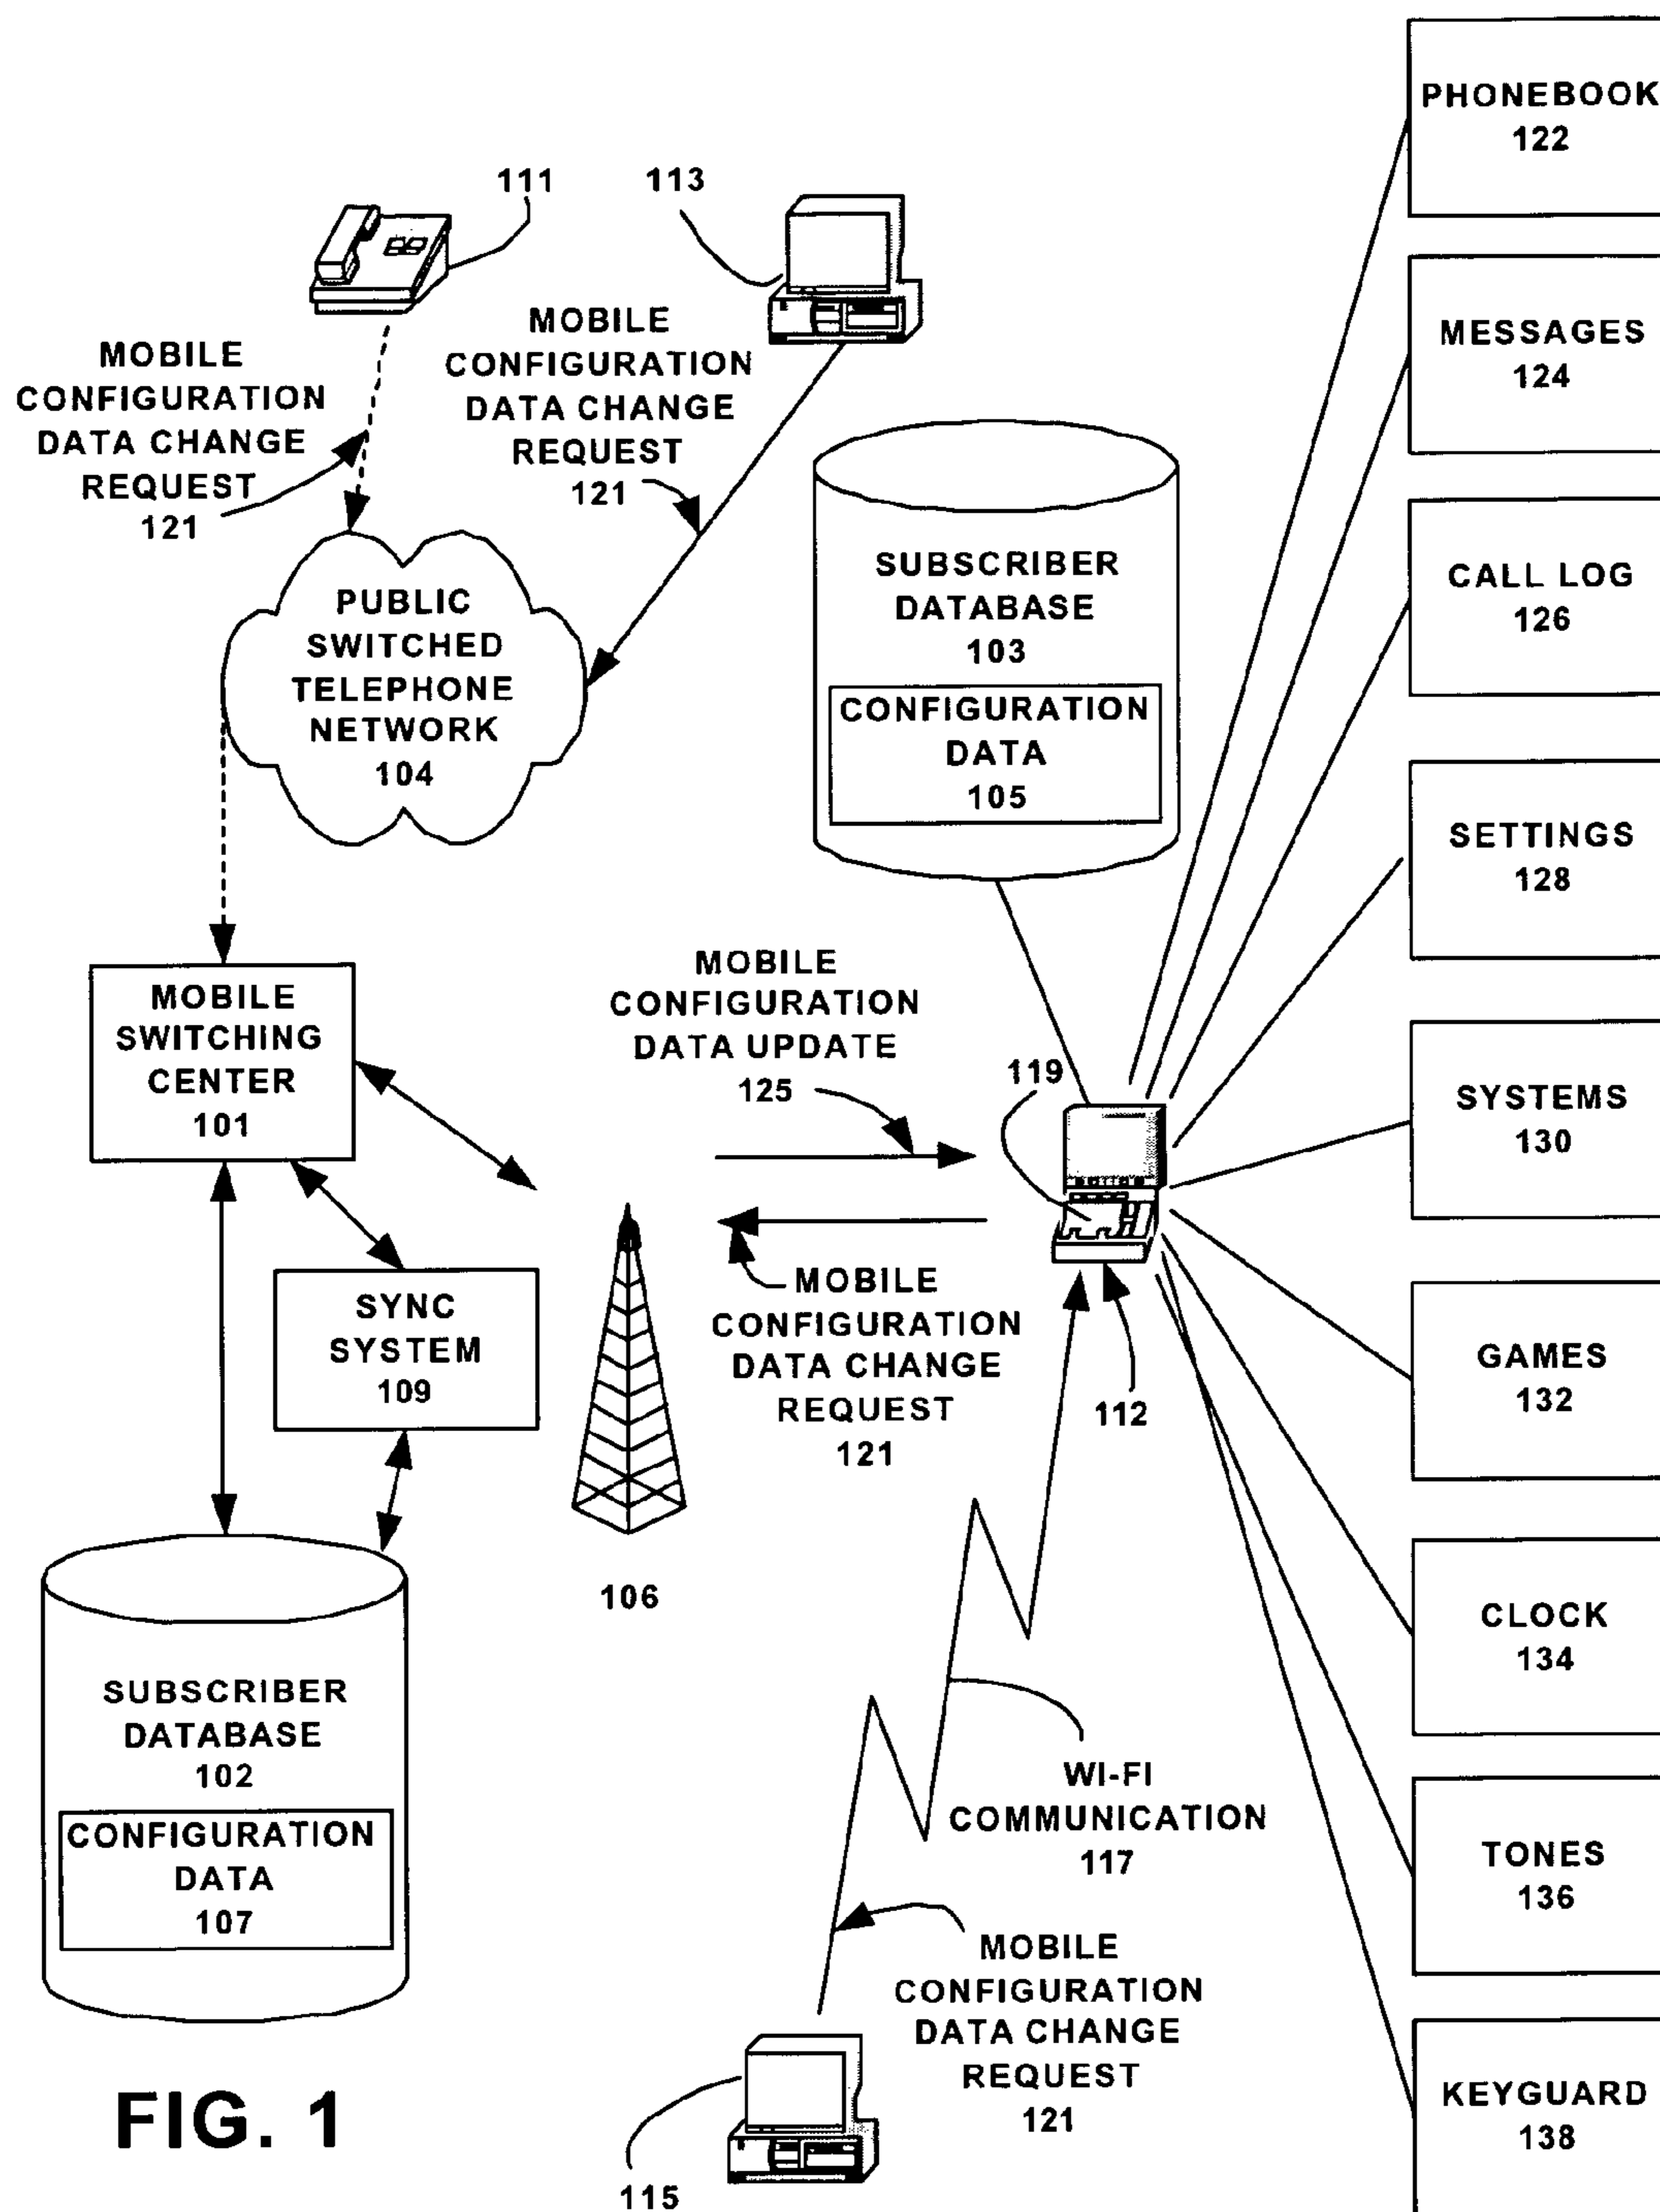 111
113
MOBILE
CONFIGURATION
DATA CHANGE
REQUEST
121
MOBILE
CONFIGURATION
DATA CHANGE
REQUEST
121
PUBLIC
SWITCHED
TELEPHONE
NETWORK
104
SUBSCRIBER
DATABASE
103
CONFIGURATION
DATA
105
MOBILE
SWITCHING
CENTER
101
MOBILE
CONFIGURATION
DATA UPDATE
125
119
SYNC
SYSTEM
109
MOBILE
CONFIGURATION
DATA CHANGE
REQUEST
121
112
106
SUBSCRIBER
DATABASE
102
CONFIGURATION
DATA
107
WI-FI
COMMUNICATION
117
MOBILE
CONFIGURATION
DATA CHANGE
REQUEST
121
115
FIG. 1
PHONEBOOK
122
MESSAGES
124
CALL LOG
126
SETTINGS
128
SYSTEMS
130
GAMES
132
CLOCK
134
TONES
136
KEYGUARD
138